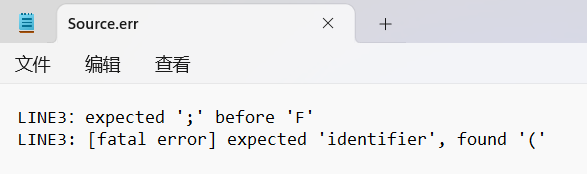 Source.err
文件 编辑 查看
LINE3: expected ';' before 'F'
LINE3: [fatal error] expected 'identifier', found '('